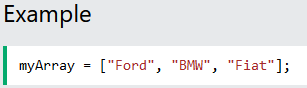 Example
myArray = ["Ford", "BMW", "Fiat"];